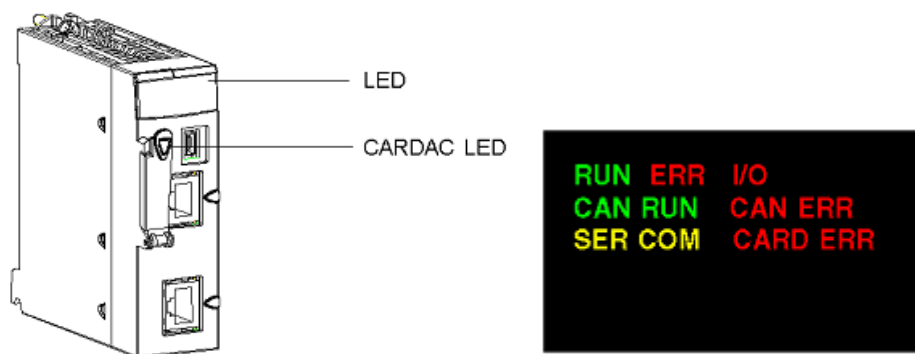 LED
CARDAC LED
RUN ERR I/O
CAN RUN CAN ERR
SER COM CARD ERR